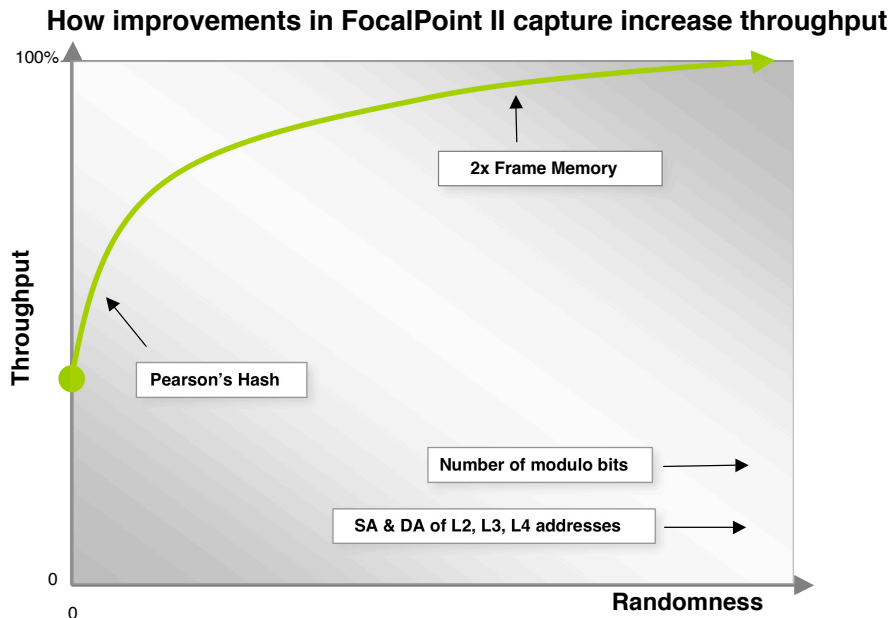 How improvements in FocalPoint II capture increase throughput
100%
2x Frame Memory
Throughput
Pearson's Hash
Number of modulo bits
SA & DA of L2, L3, L4 addresses
0
Randomness
0